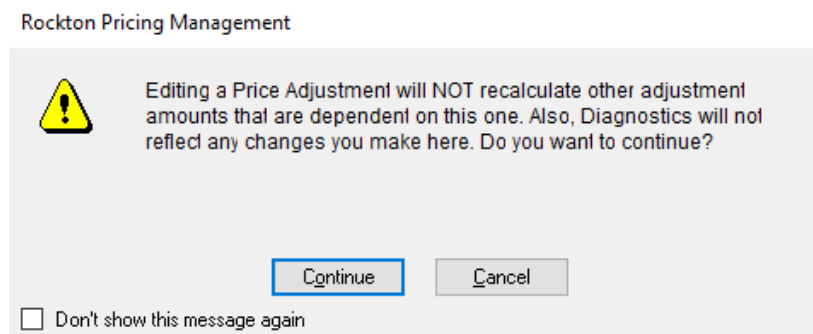 Rockton Pricing Management
Editing a Price Adjustment will NOT recalculate other adjustment
amounts that are dependent on this one. Also, Diagnostics will not
reflect any changes you make here. Do you want to continue?
Continue
Cancel
Don't show this message again